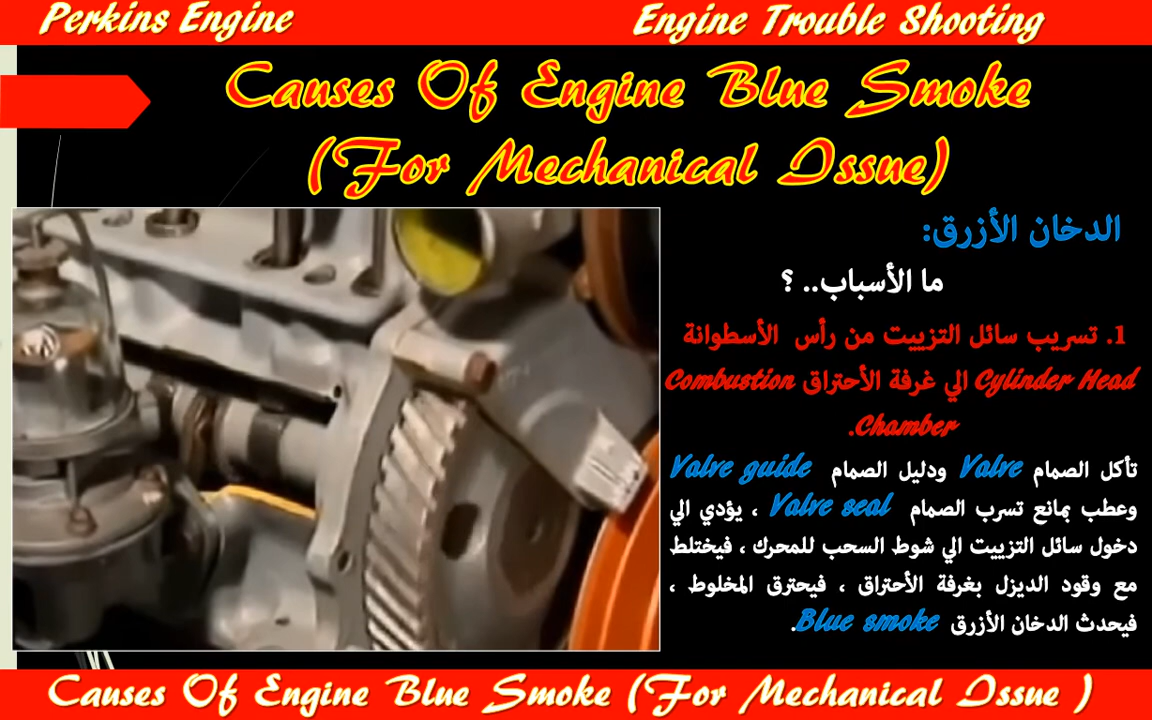 Perkins Engine
Engine Trouble Shooting
Causes Of Engine Blue Smoke
(For Mechanical Issue)
الدخان الأزرق:
ما الأسباب.. ؟
1. تسريب سائل التزييت من رأس الأسطوانة
Cylinder Head الي غرفة الأحتراق Combustion
Chamber.
تأكل الصمام Valve ودليل الصمام Valve guide
وعطب بمانع تسرب الصمام Valve seal ، يؤدي الي
دخول سائل التزييت الي شوط السحب للمحرك ، فيختلط
مع وقود الديزل بغرفة الأحتراق ، فيحترق المخلوط ،
فيحدث الدخان الأزرق Blue smoke.
Causes Of Engine Blue Smoke (For Mechanical Issue )